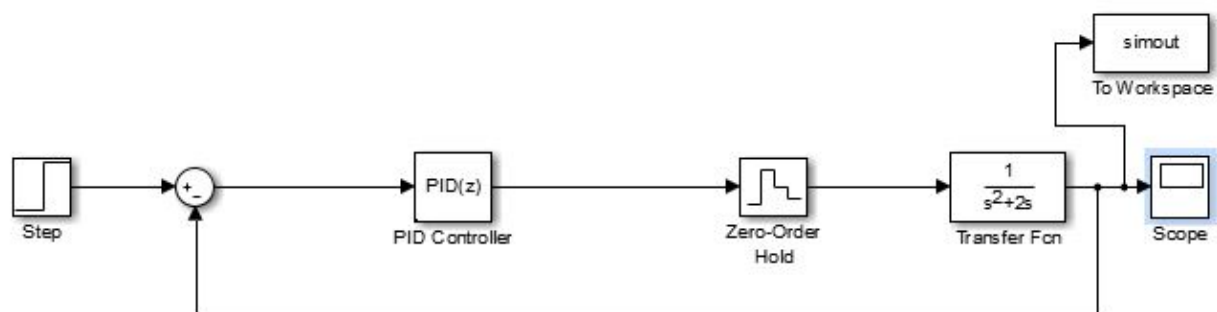 simout
To Workspace
+
−
PID(z)
1
s²+2s
Step
PID Controller
Zero-Order
Hold
Transfer Fcn
Scope